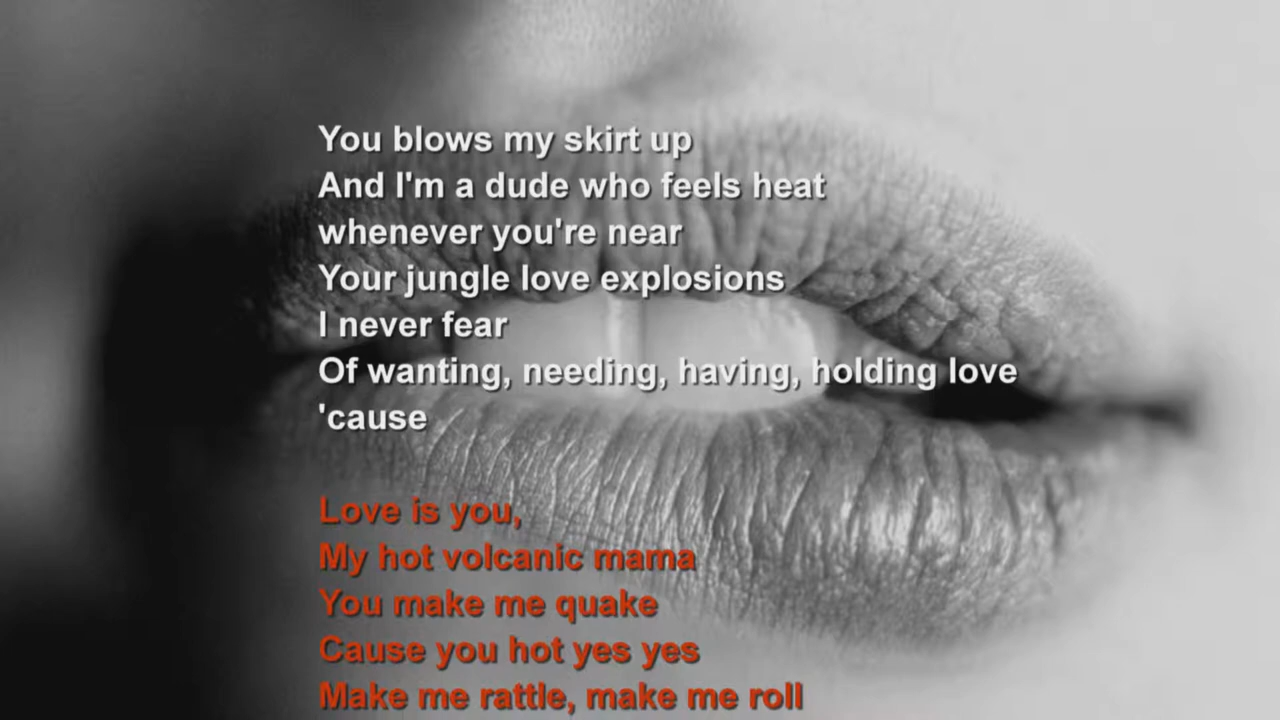 You blows my skirt up
And I'm a dude who feels heat
whenever you're near
Your jungle love explosions
I never fear
Of wanting, needing, having, holding love
'cause
Love is you,
My hot volcanic mama
You make me quake
Cause you hot yes yes
Make me rattle, make me roll